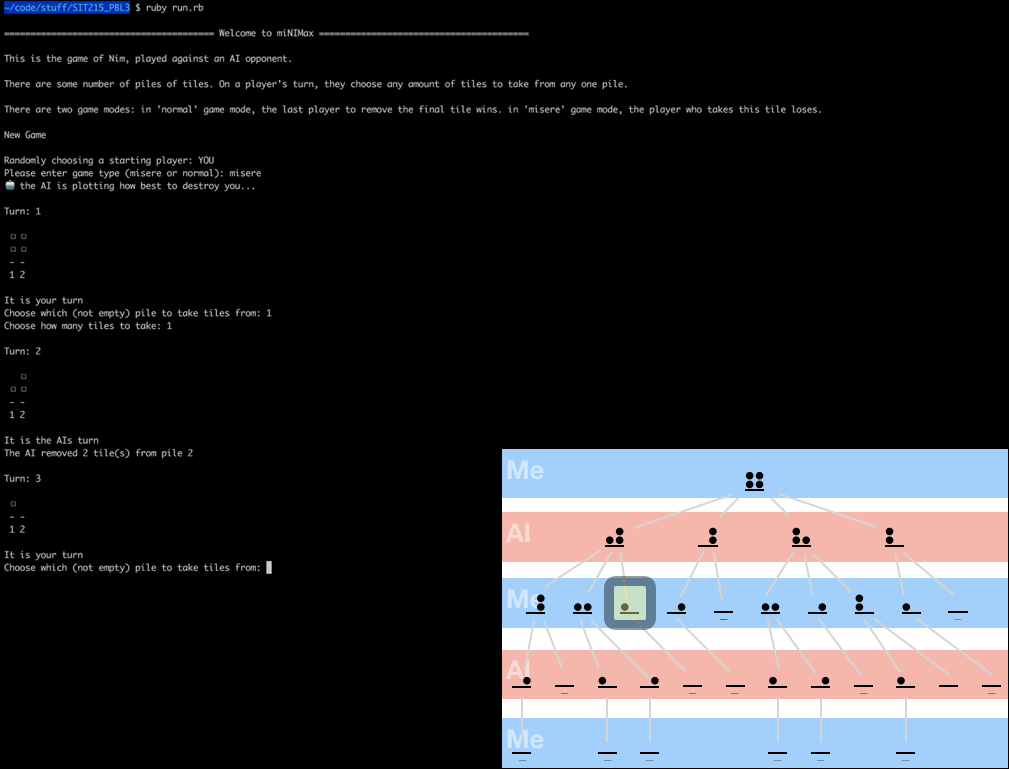 ~/code/stuff/SIT215_PBL3 $ ruby run.rb
======================================== Welcome to miNIMax ========================================
This is the game of Nim, played against an AI opponent.
There are some number of piles of tiles. On a player's turn, they choose any amount of tiles to take from any one pile.
There are two game modes: in 'normal' game mode, the last player to remove the final tile wins. in 'misere' game mode, the player who takes this tile loses.
New Game
Randomly choosing a starting player: YOU
Please enter game type (misere or normal): misere
the AI is plotting how best to destroy you...
Turn: 1
- -
1 2
It is your turn
Choose which (not empty) pile to take tiles from: 1
Choose how many tiles to take: 1
Turn: 2
- -
1 2
It is the AIs turn
The AI removed 2 tile(s) from pile 2
Turn: 3
- -
1 2
It is your turn
Choose which (not empty) pile to take tiles from:
Me
AI
Me
AI
Me